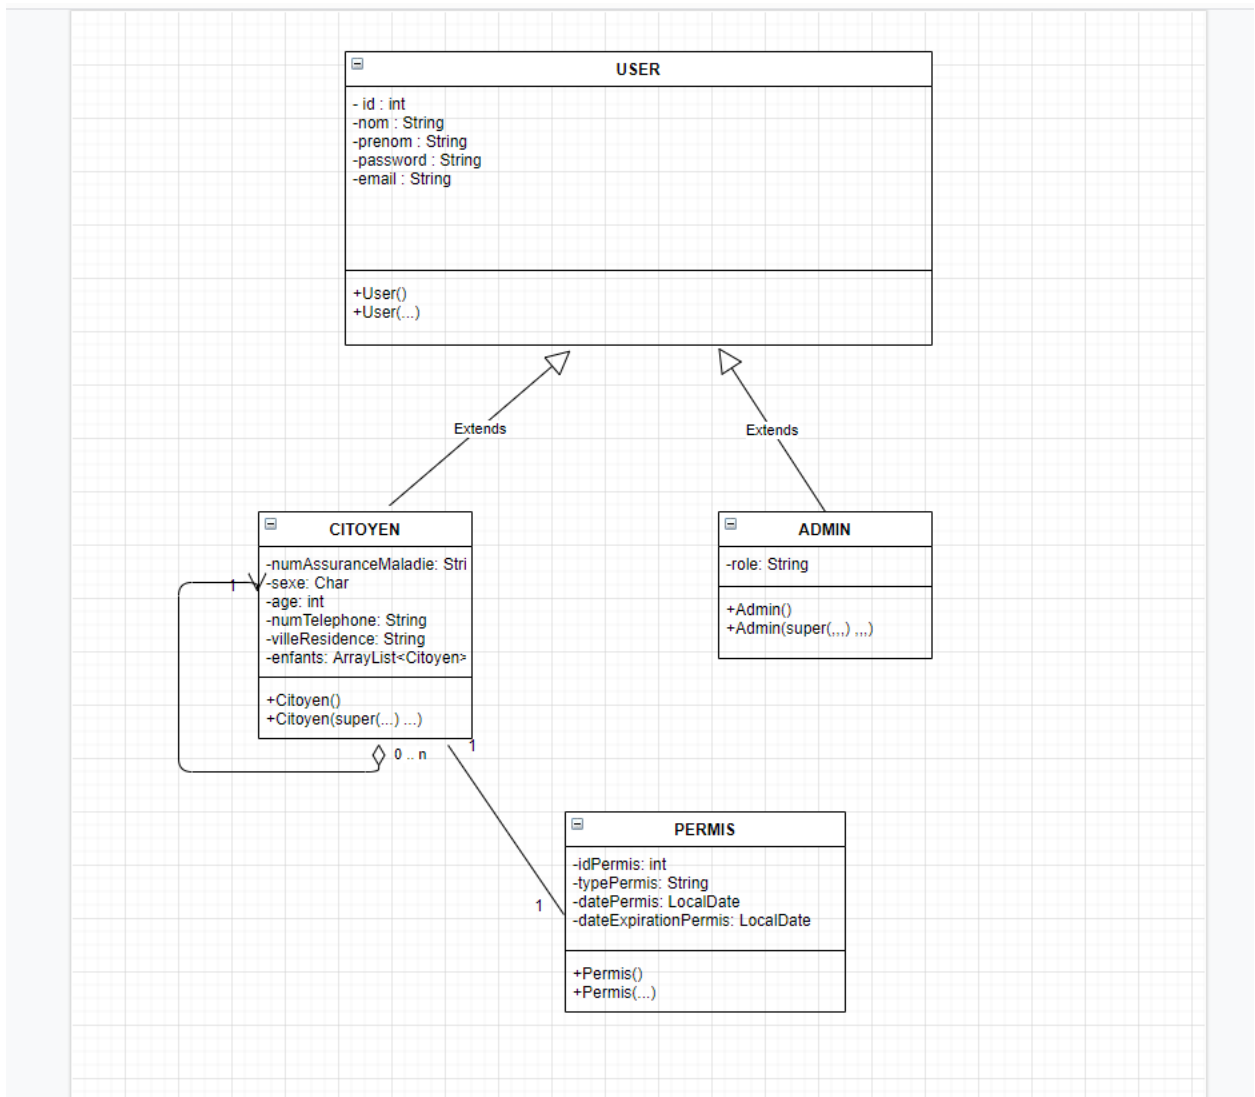 USER
- id : int
-nom : String
-prenom : String
-password : String
-email : String
+User()
+User(...)
Extends
Extends
CITOYEN
-numAssuranceMaladie: Stri
-sexe: Char
-age: int
-numTelephone: String
-villeResidence: String
-enfants: ArrayList<Citoyen>
+Citoyen()
+Citoyen(super(...) ...)
1
0 .. n
1
ADMIN
-role: String
+Admin()
+Admin(super(,,,) ,,,)
1
PERMIS
-idPermis: int
-typePermis: String
-datePermis: LocalDate
-dateExpirationPermis: LocalDate
+Permis()
+Permis(...)